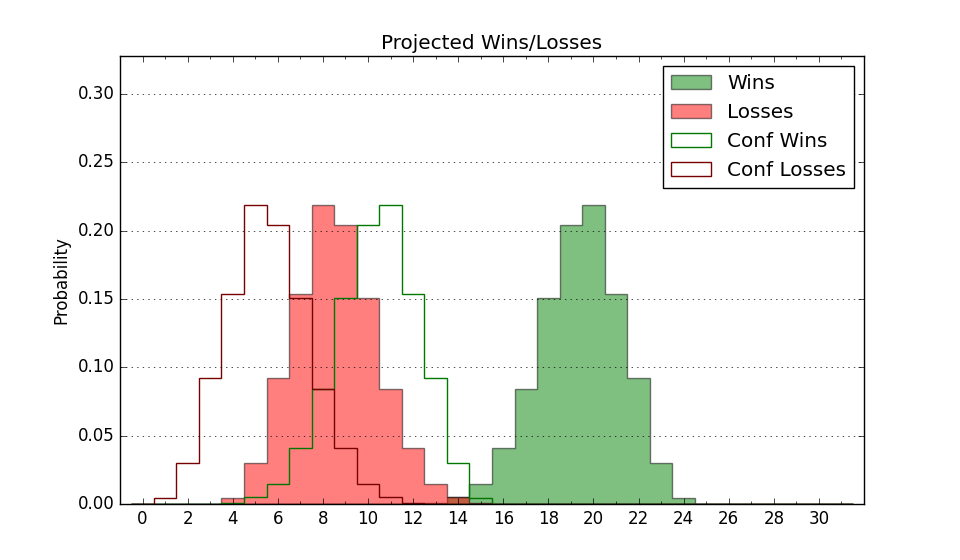 Projected Wins/Losses
Wins
Losses
Conf Wins
Conf Losses
Probability
0.30
0.25
0.20
0.15
0.10
0.05
0.00
0 2 4 6 8 10 12 14 16 18 20 22 24 26 28 30